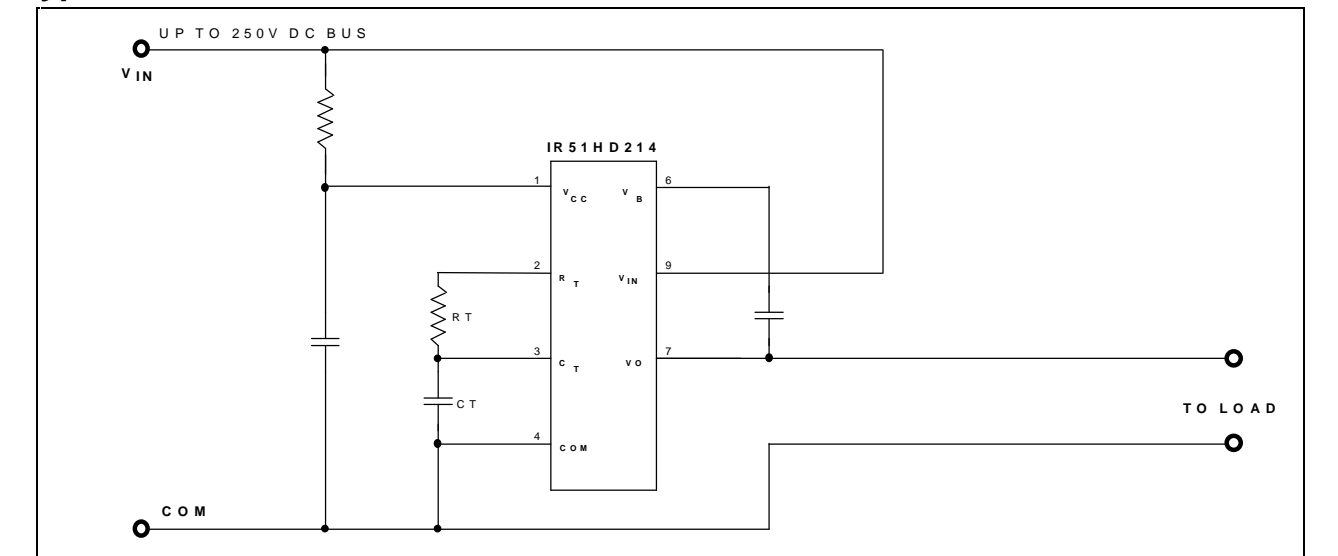 UP TO 250V DC BUS
VIN
IR51HD214
1
VCC
VB
6
2
RT
VIN
9
RT
3
CT
VO
7
CT
TO LOAD
4
COM
COM